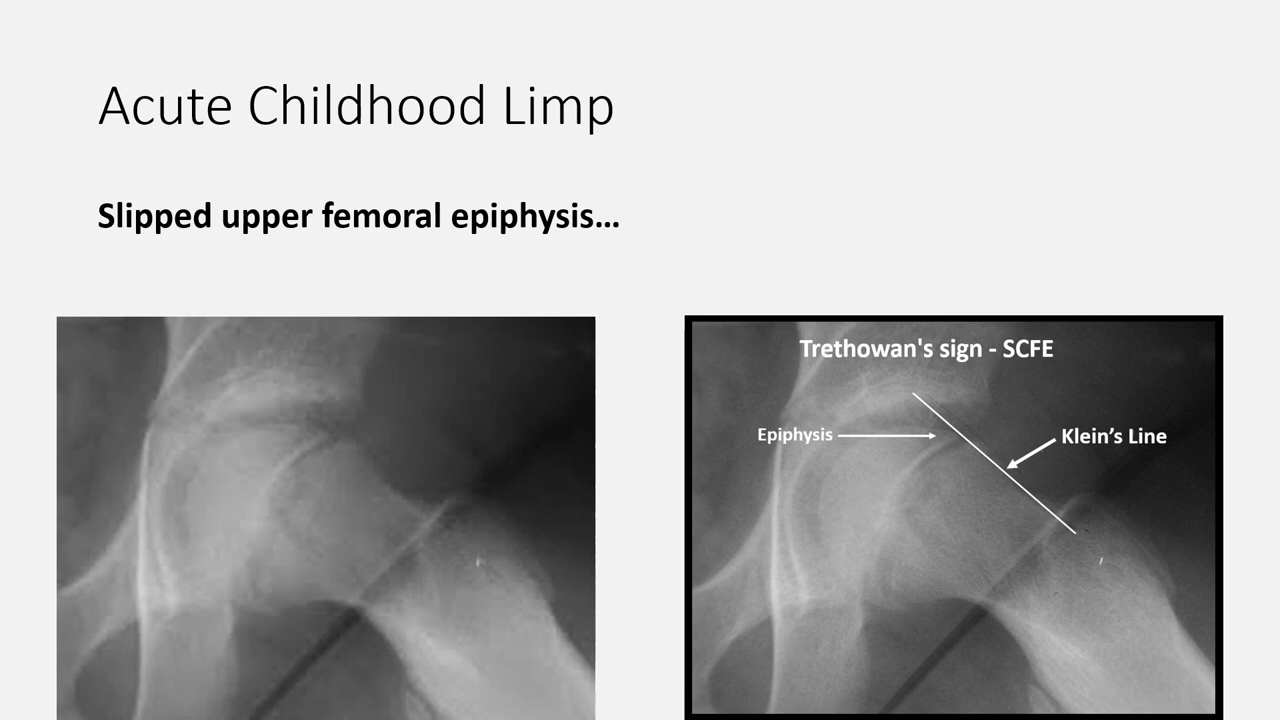 Acute Childhood Limp
Slipped upper femoral epiphysis...
Trethowan's sign - SCFE
Epiphysis
Klein’s Line